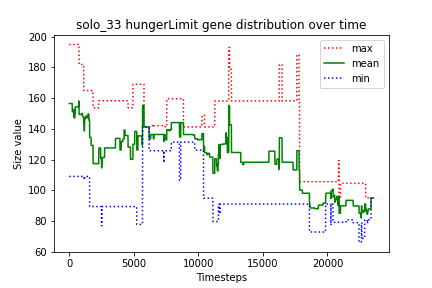 solo_33 hungerLimit gene distribution over time
200
180
160
140
120
100
80
60
Size value
max
mean
min
0
5000
10000
15000
20000
Timesteps